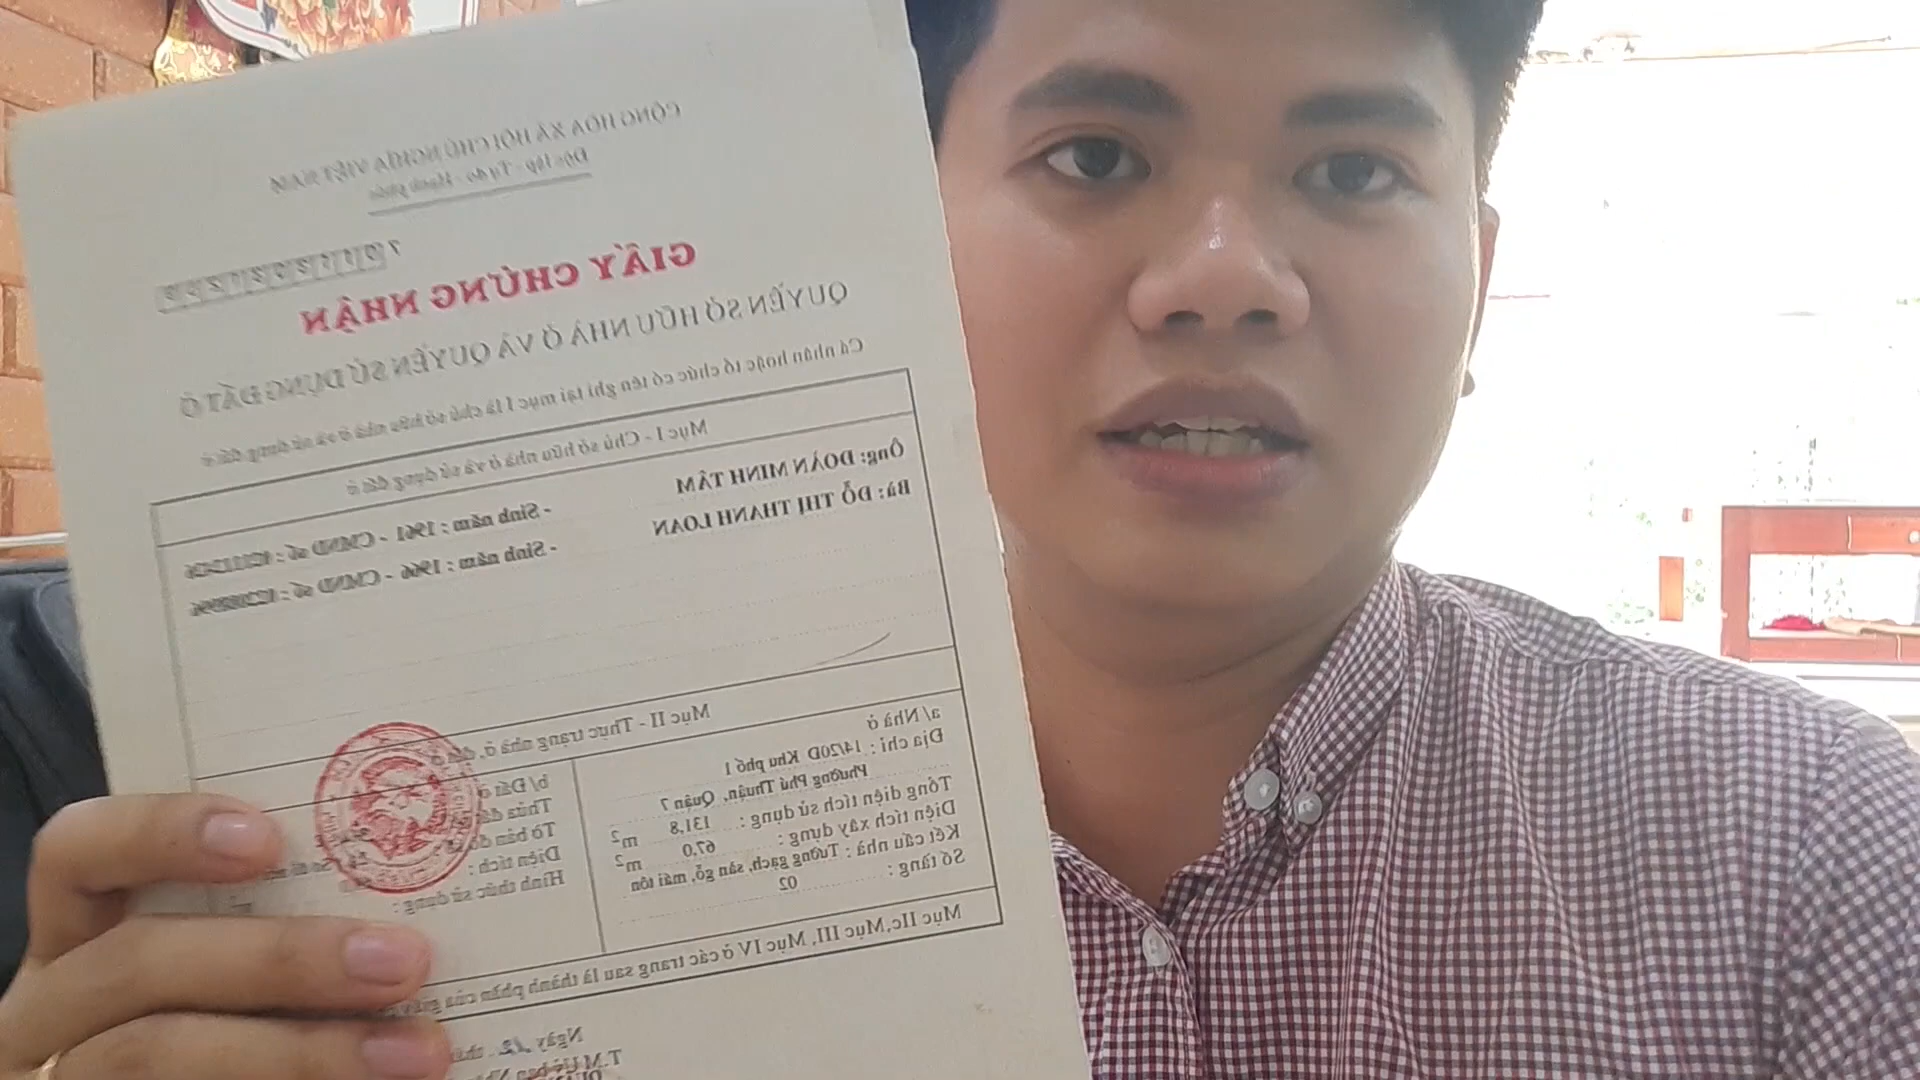 CỘNG HÒA XÃ HỘI CHỦ NGHĨA VIỆT NAM
Độc lập - Tự do - Hạnh phúc
GIẤY CHỨNG NHẬN
QUYỀN SỞ HỮU NHÀ Ở VÀ QUYỀN SỬ DỤNG ĐẤT Ở
Cá nhân hoặc tổ chức có tên ghi tại mục I là chủ sở hữu nhà ở và sử dụng đất ở
Mục I - Chủ sở hữu nhà ở và sử dụng đất ở
Ông: ĐOÀN MINH TÂM - Sinh năm : 1961 - CMND số :
Bà: ĐỖ THỊ THANH LOAN - Sinh năm : 1966 - CMND số :
Mục II - Thực trạng nhà ở, đất ở
a/ Nhà ở
Địa chỉ : 14/20D Khu phố 1
Phường Phú Thuận, Quận 7
Tổng diện tích sử dụng : 131,8 m2
Diện tích xây dựng : 67,0 m2
Kết cấu nhà : Tường gạch, sàn gỗ, mái tôn
Số tầng : 02
b/ Đất ở
Thửa đất
Tờ bản đồ
Diện tích : m2
Hình thức sử dụng :
Mục IIc, Mục III, Mục IV ở các trang sau là thành phần của giấy
Ngày 12
T.M Ủy ban